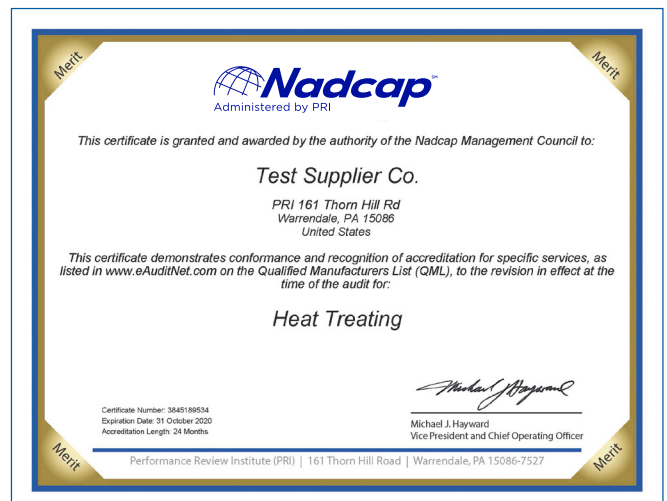 Merit
Merit
Nadcap℠
Administered by PRI
This certificate is granted and awarded by the authority of the Nadcap Management Council to:
Test Supplier Co.
PRI 161 Thorn Hill Rd
Warrendale, PA 15086
United States
This certificate demonstrates conformance and recognition of accreditation for specific services, as
listed in www.eAuditNet.com on the Qualified Manufacturers List (QML), to the revision in effect at the
time of the audit for:
Heat Treating
Certificate Number: 3845189534
Expiration Date: 31 October 2020
Accreditation Length: 24 Months
Michael J Hayward
Michael J. Hayward
Vice President and Chief Operating Officer
Merit
Performance Review Institute (PRI) | 161 Thorn Hill Road | Warrendale, PA 15086-7527
Merit